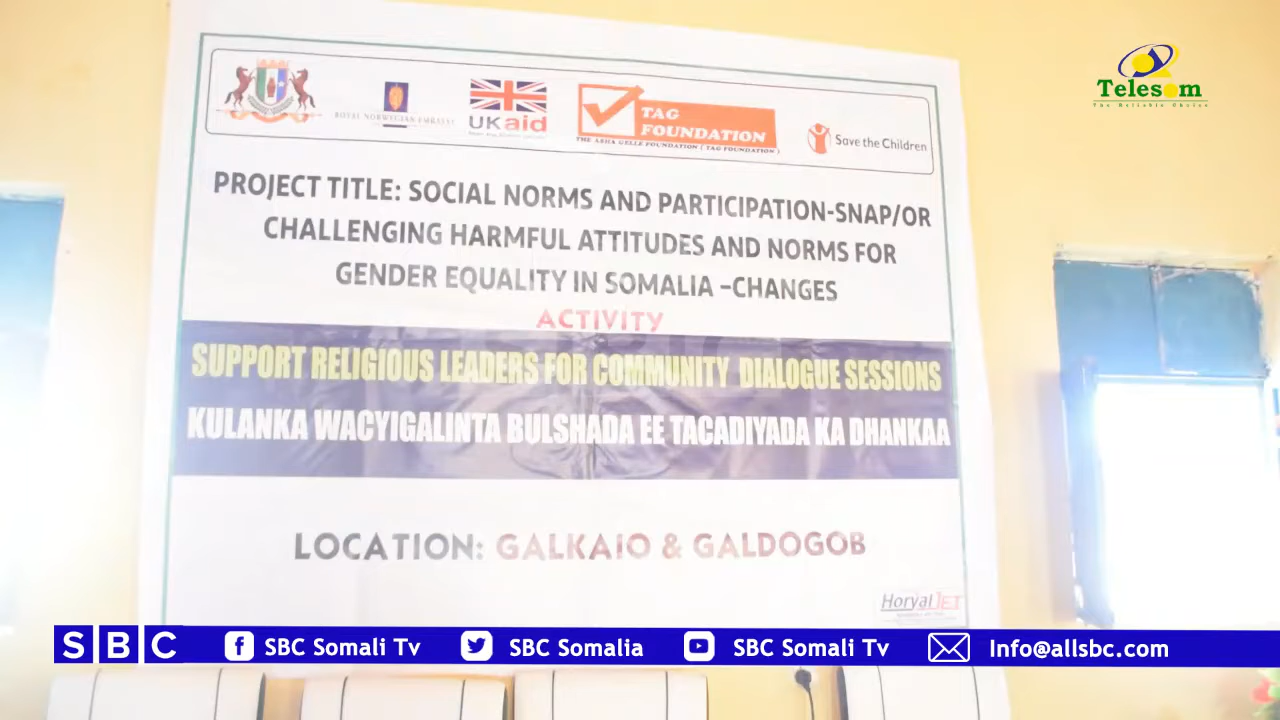 Telesom
The Reliable Choice
ROYAL NORWEGIAN EMBASSY
UKaid
TAG
FOUNDATION
THE ASHA GELLE FOUNDATION ( TAG FOUNDATION )
Save the Children
PROJECT TITLE: SOCIAL NORMS AND PARTICIPATION-SNAP/OR
CHALLENGING HARMFUL ATTITUDES AND NORMS FOR
GENDER EQUALITY IN SOMALIA –CHANGES
ACTIVITY
SUPPORT RELIGIOUS LEADERS FOR COMMUNITY DIALOGUE SESSIONS
KULANKA WACYIGALINTA BULSHADA EE TACADIYADA KA DHANKAA
LOCATION: GALKAIO & GALDOGOB
HoryalJET
SBC SBC Somali Tv SBC Somalia SBC Somali Tv Info@allsbc.com